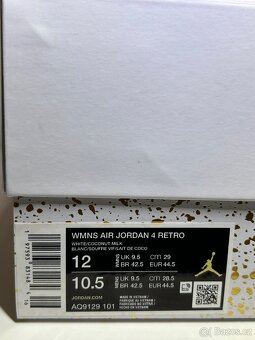 WMNS AIR JORDAN 4 RETRO
WHITE/COCONUT MILK
BLANC/SOUFRE VIF/LAIT DE COCO
12
UK 9.5
CM 29
BR 42.5
EUR 44.5
10.5
UK 9.5
CM 28.5
BR 42.5
EUR 44.5
JORDAN.COM
AQ9129 101
MADE IN VIETNAM